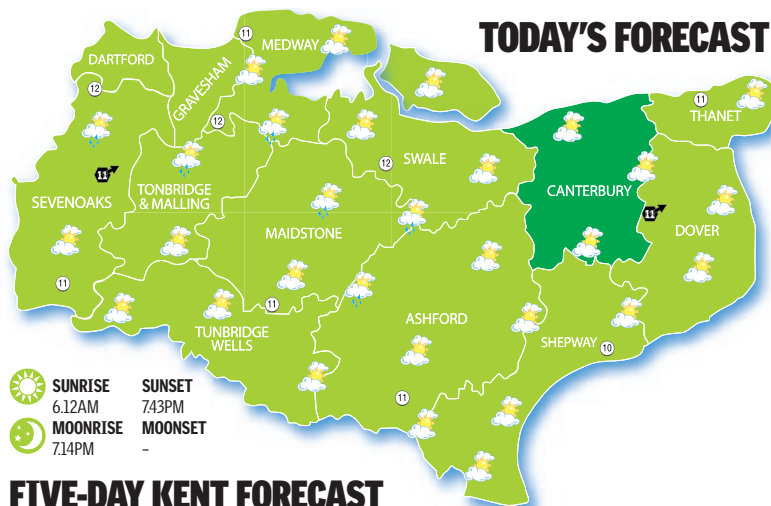 TODAY'S FORECAST
11
MEDWAY
DARTFORD
GRAVESHAM
12
11
THANET
12
SWALE
12
11
TONBRIDGE
& MALLING
SEVENOAKS
CANTERBURY
11
MAIDSTONE
DOVER
11
11
TUNBRIDGE
WELLS
ASHFORD
SHEPWAY
10
11
SUNRISE SUNSET
6.12AM 7.43PM
MOONRISE MOONSET
7.14PM –
FIVE-DAY KENT FORECAST